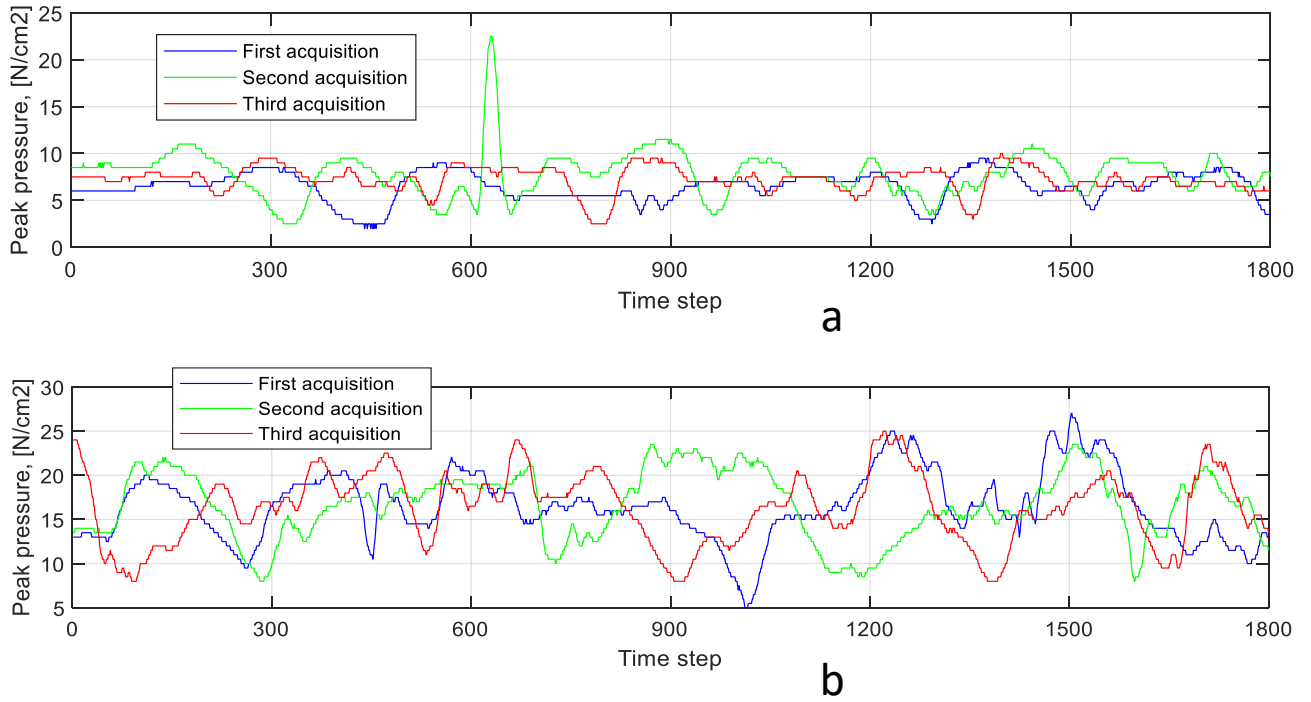 Peak pressure, [N/cm2]
25
20
15
10
5
0
First acquisition
Second acquisition
Third acquisition
0 300 600 900 1200 1500 1800
Time step
a
Peak pressure, [N/cm2]
30
25
20
15
10
5
First acquisition
Second acquisition
Third acquisition
0 300 600 900 1200 1500 1800
Time step
b